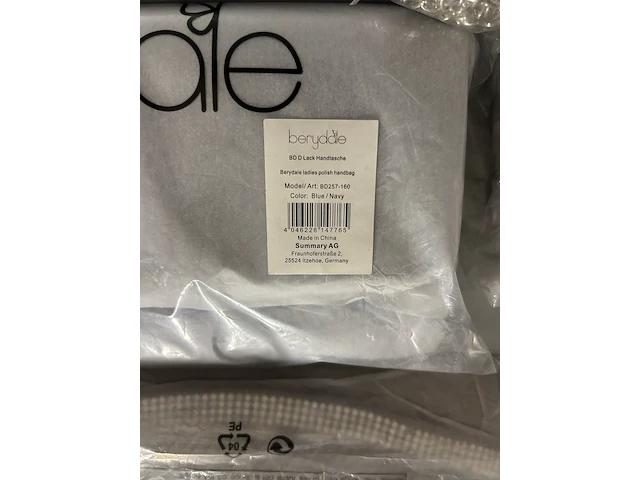 dale
berydale
BD D Lack Handtasche
Berydale ladies polish handbag
Model/ Art: BD257-160
Color: Blue / Navy
4 046228 147765
Made in China
Summary AG
Fraunhoferstraße 2,
25524 Itzehoe, Germany
04
PE